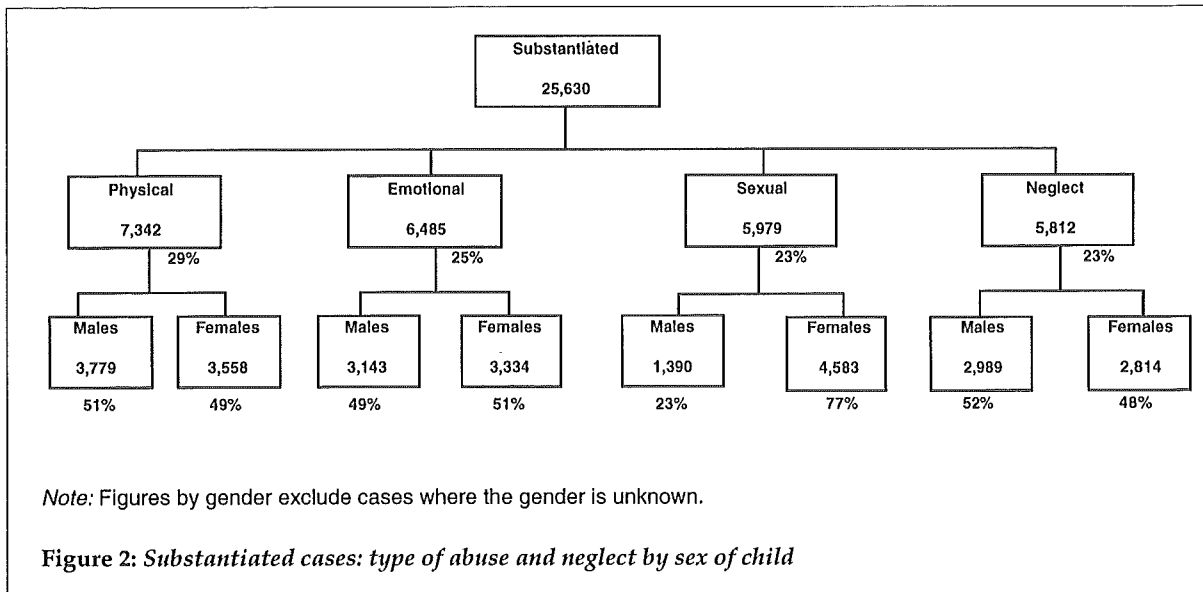 Substantiated
25,630
Physical
7,342
29%
Emotional
6,485
25%
Sexual
5,979
23%
Neglect
5,812
23%
Males
3,779
51%
Females
3,558
49%
Males
3,143
49%
Females
3,334
51%
Males
1,390
23%
Females
4,583
77%
Males
2,989
52%
Females
2,814
48%
Note: Figures by gender exclude cases where the gender is unknown.
Figure 2: Substantiated cases: type of abuse and neglect by sex of child